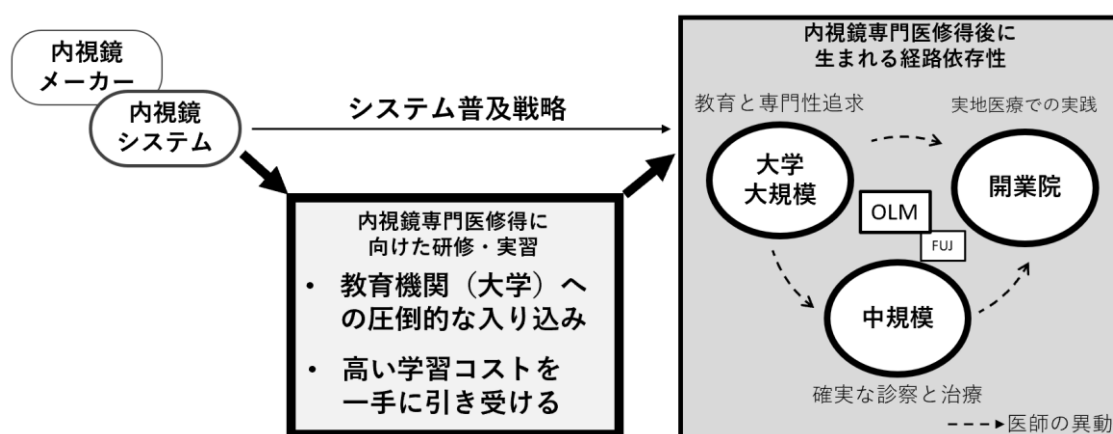 内視鏡
メーカー
内視鏡
システム
システム普及戦略
内視鏡専門医修得に
向けた研修・実習
• 教育機関（大学）へ
の圧倒的な入り込み
• 高い学習コストを
一手に引き受ける
内視鏡専門医修得後に
生まれる経路依存性
教育と専門性追求
実地医療での実践
大学
大規模
開業院
OLM
FUJ
中規模
確実な診察と治療
医師の異動